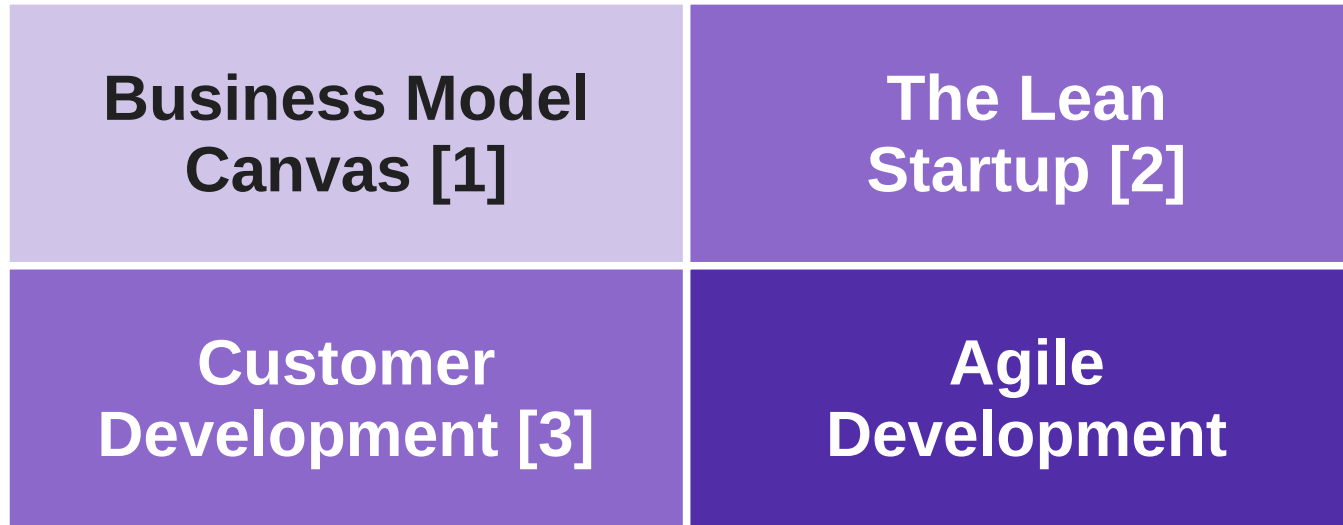 Business Model
Canvas [1]
The Lean
Startup [2]
Customer
Development [3]
Agile
Development